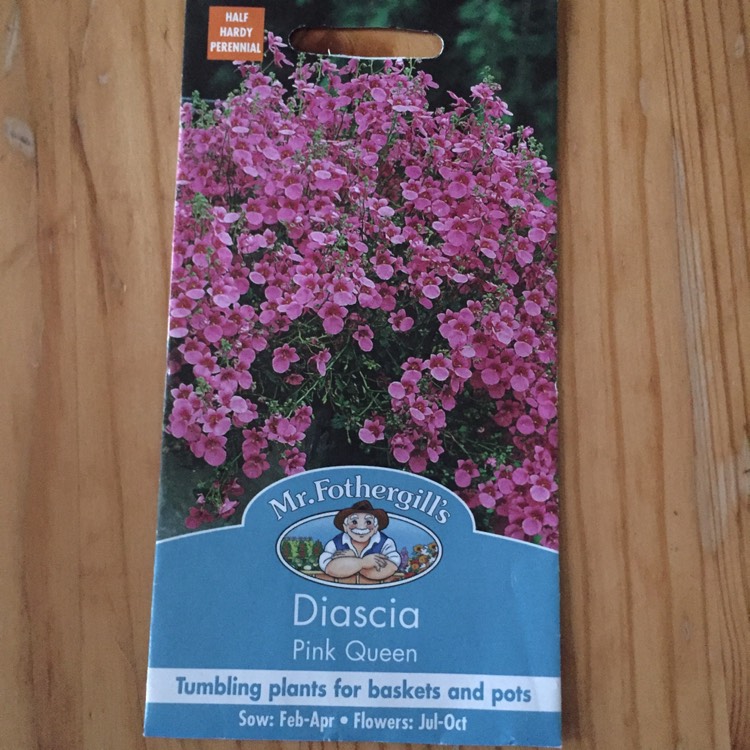 HALF
HARDY
PERENNIAL
Mr.Fothergill's
Diascia
Pink Queen
Tumbling plants for baskets and pots
Sow: Feb-Apr • Flowers: Jul-Oct